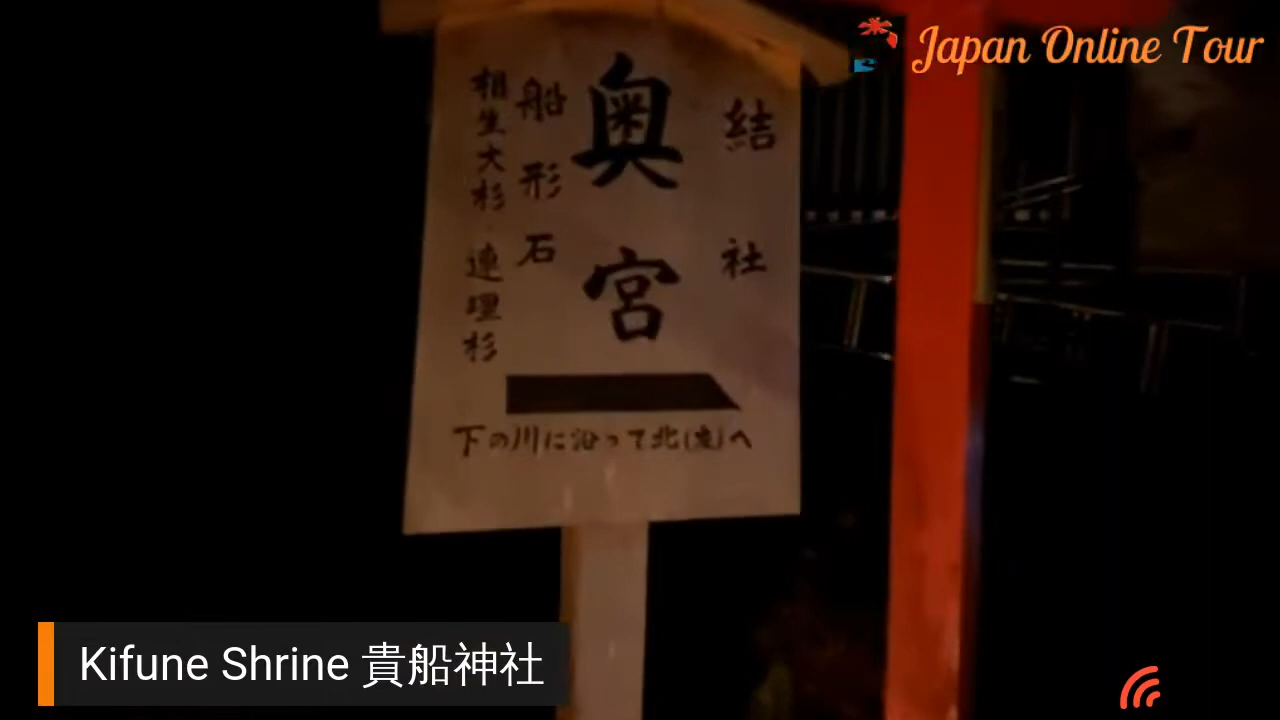 Japan Online Tour
結社
奥宮
船形石
相生大杉・連理杉
下の川に沿って北(奥)へ
Kifune Shrine 貴船神社